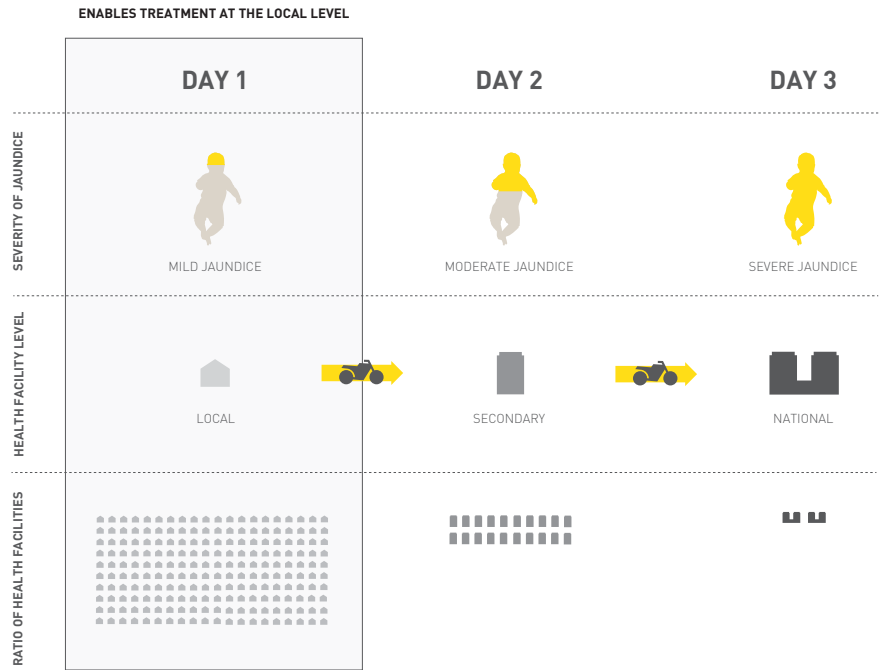 ENABLES TREATMENT AT THE LOCAL LEVEL
DAY 1
DAY 2
DAY 3
SEVERITY OF JAUNDICE
MILD JAUNDICE
MODERATE JAUNDICE
SEVERE JAUNDICE
HEALTH FACILITY LEVEL
LOCAL
SECONDARY
NATIONAL
RATIO OF HEALTH FACILITIES